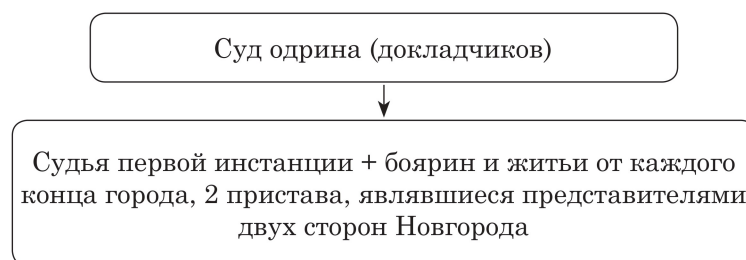 Суд одрина (докладчиков)
Судья первой инстанции + боярин и житьи от каждого
конца города, 2 пристава, являвшиеся представителями
двух сторон Новгорода